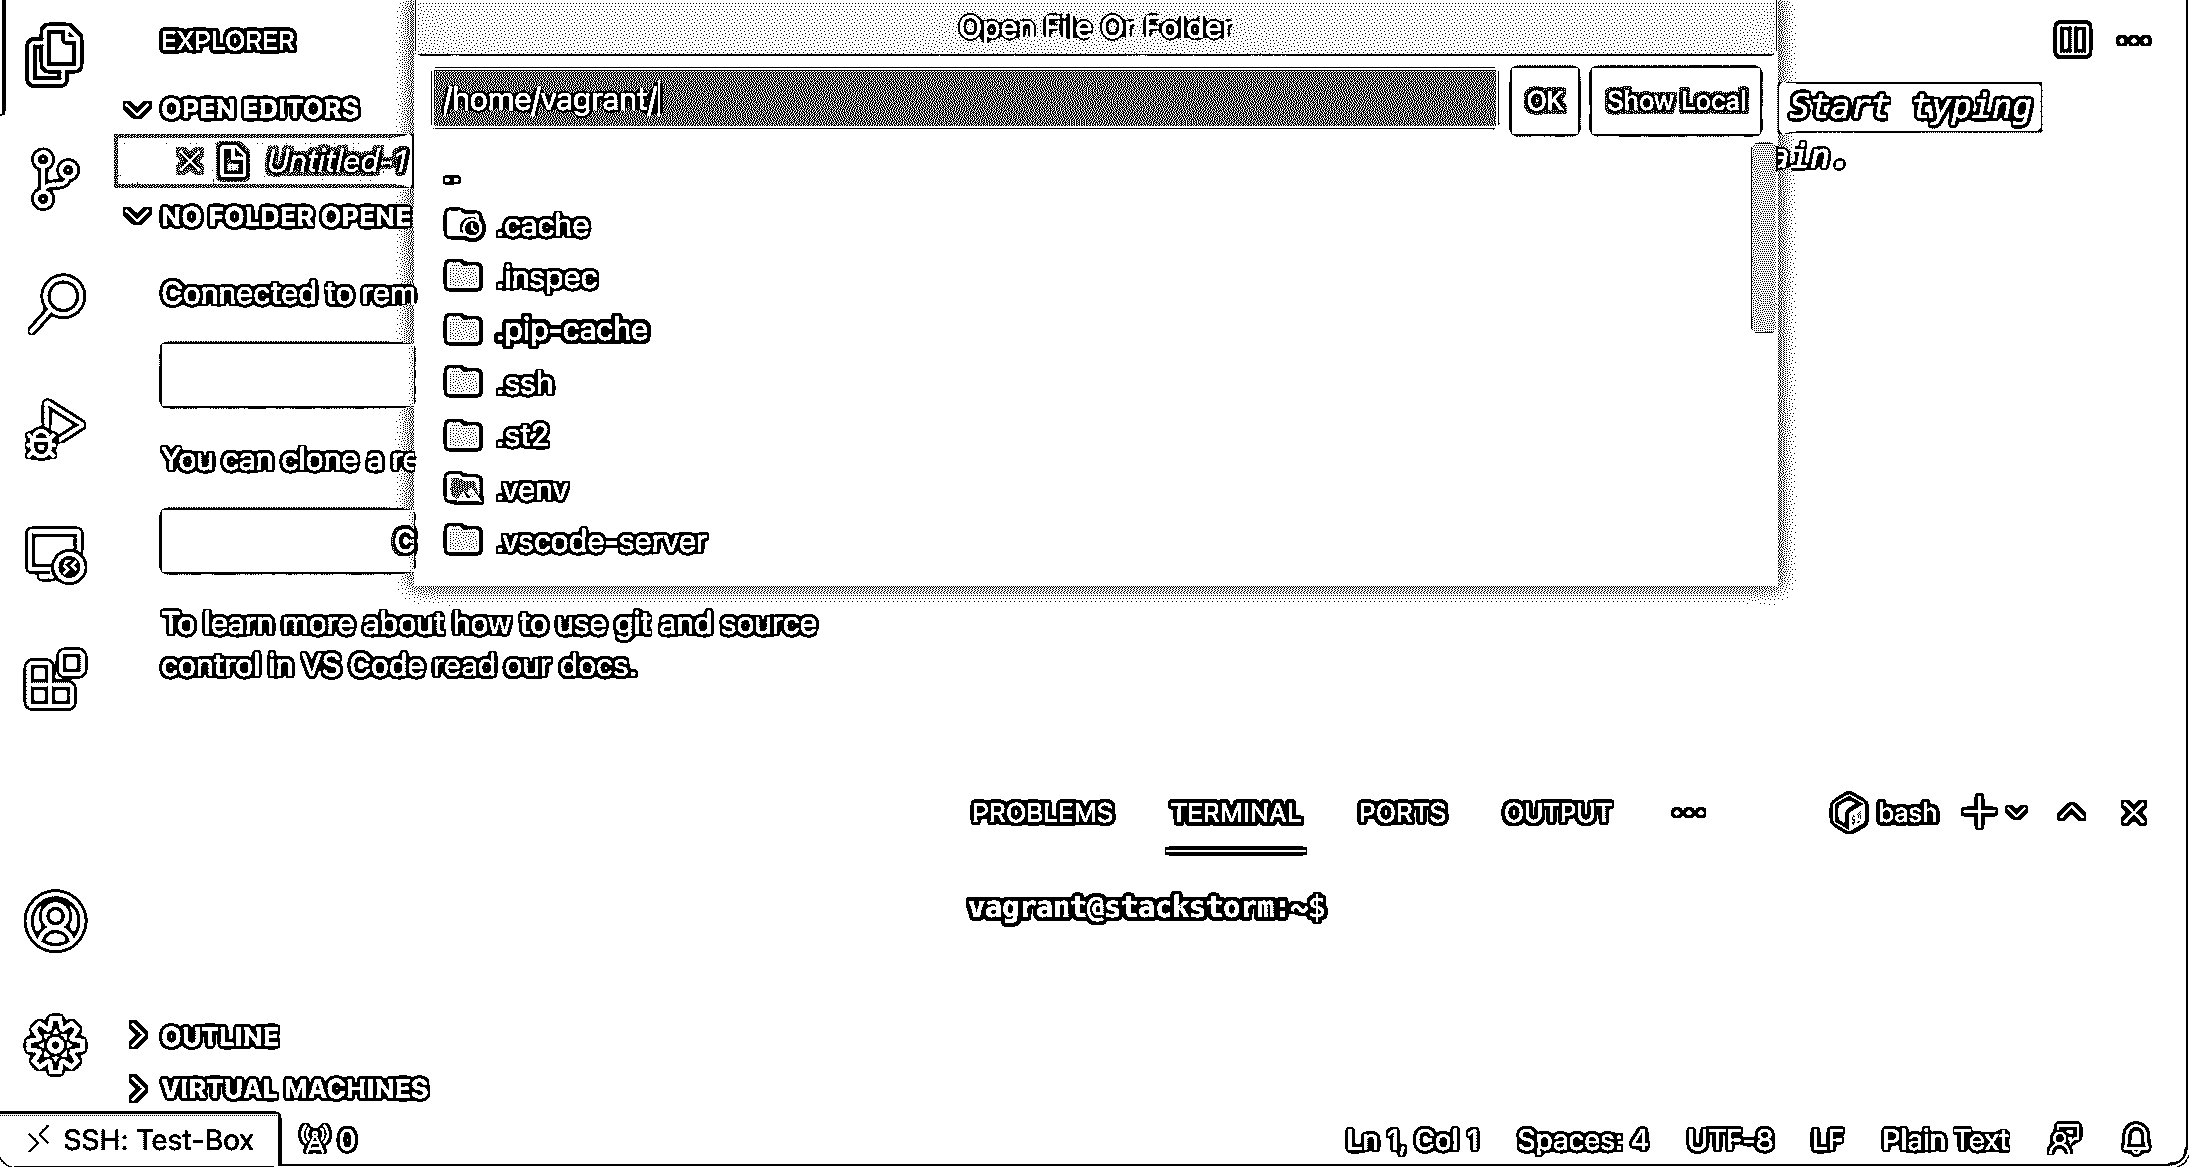 Open File Or Folder
EXPLORER
/home/vagrant/
OK
Show Local
OPEN EDITORS
Start typing
Untitled-1
ain.
..
NO FOLDER OPENE
.cache
.inspec
Connected to rem
.pip-cache
.ssh
.st2
You can clone a re
.venv
C
.vscode-server
To learn more about how to use git and source
control in VS Code read our docs.
PROBLEMS TERMINAL PORTS OUTPUT
bash
vagrant@stackstorm:~$
OUTLINE
VIRTUAL MACHINES
SSH: Test-Box 0 Ln 1, Col 1 Spaces: 4 UTF-8 LF Plain Text